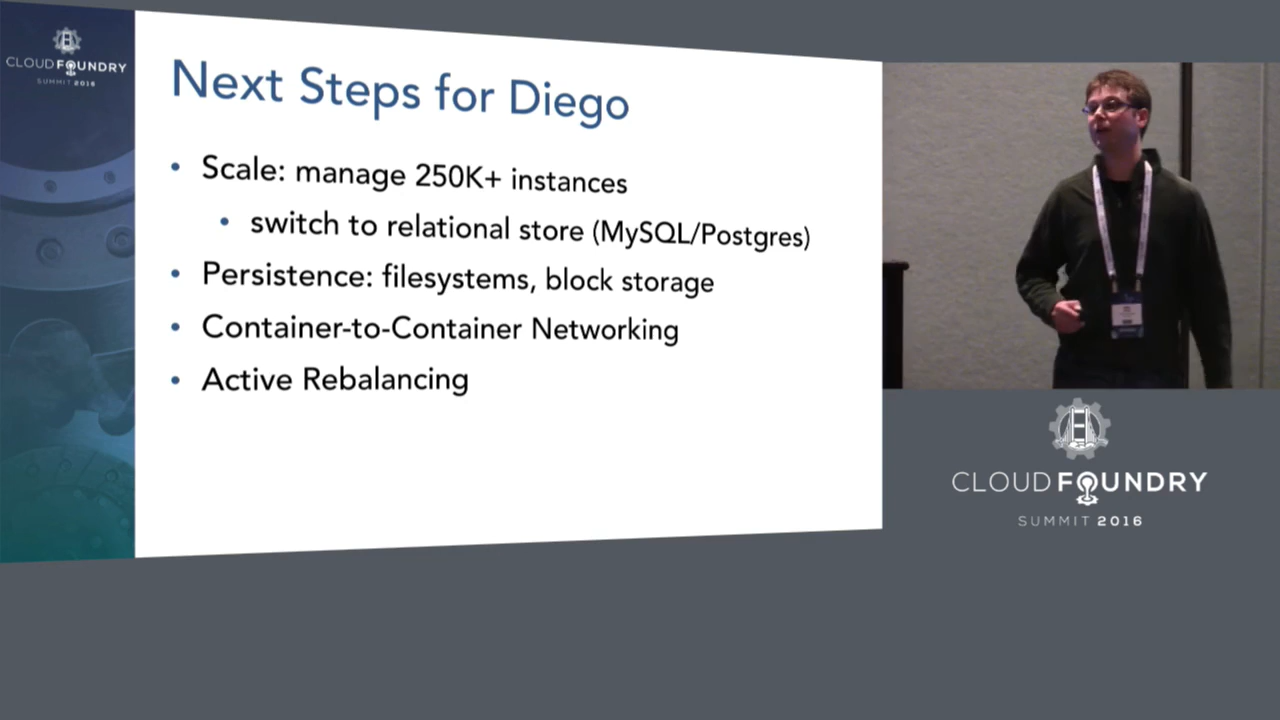 CLOUD FOUNDRY
SUMMIT 2016
Next Steps for Diego
• Scale: manage 250K+ instances
• switch to relational store (MySQL/Postgres)
• Persistence: filesystems, block storage
• Container-to-Container Networking
• Active Rebalancing
CLOUD FOUNDRY
SUMMIT 2016